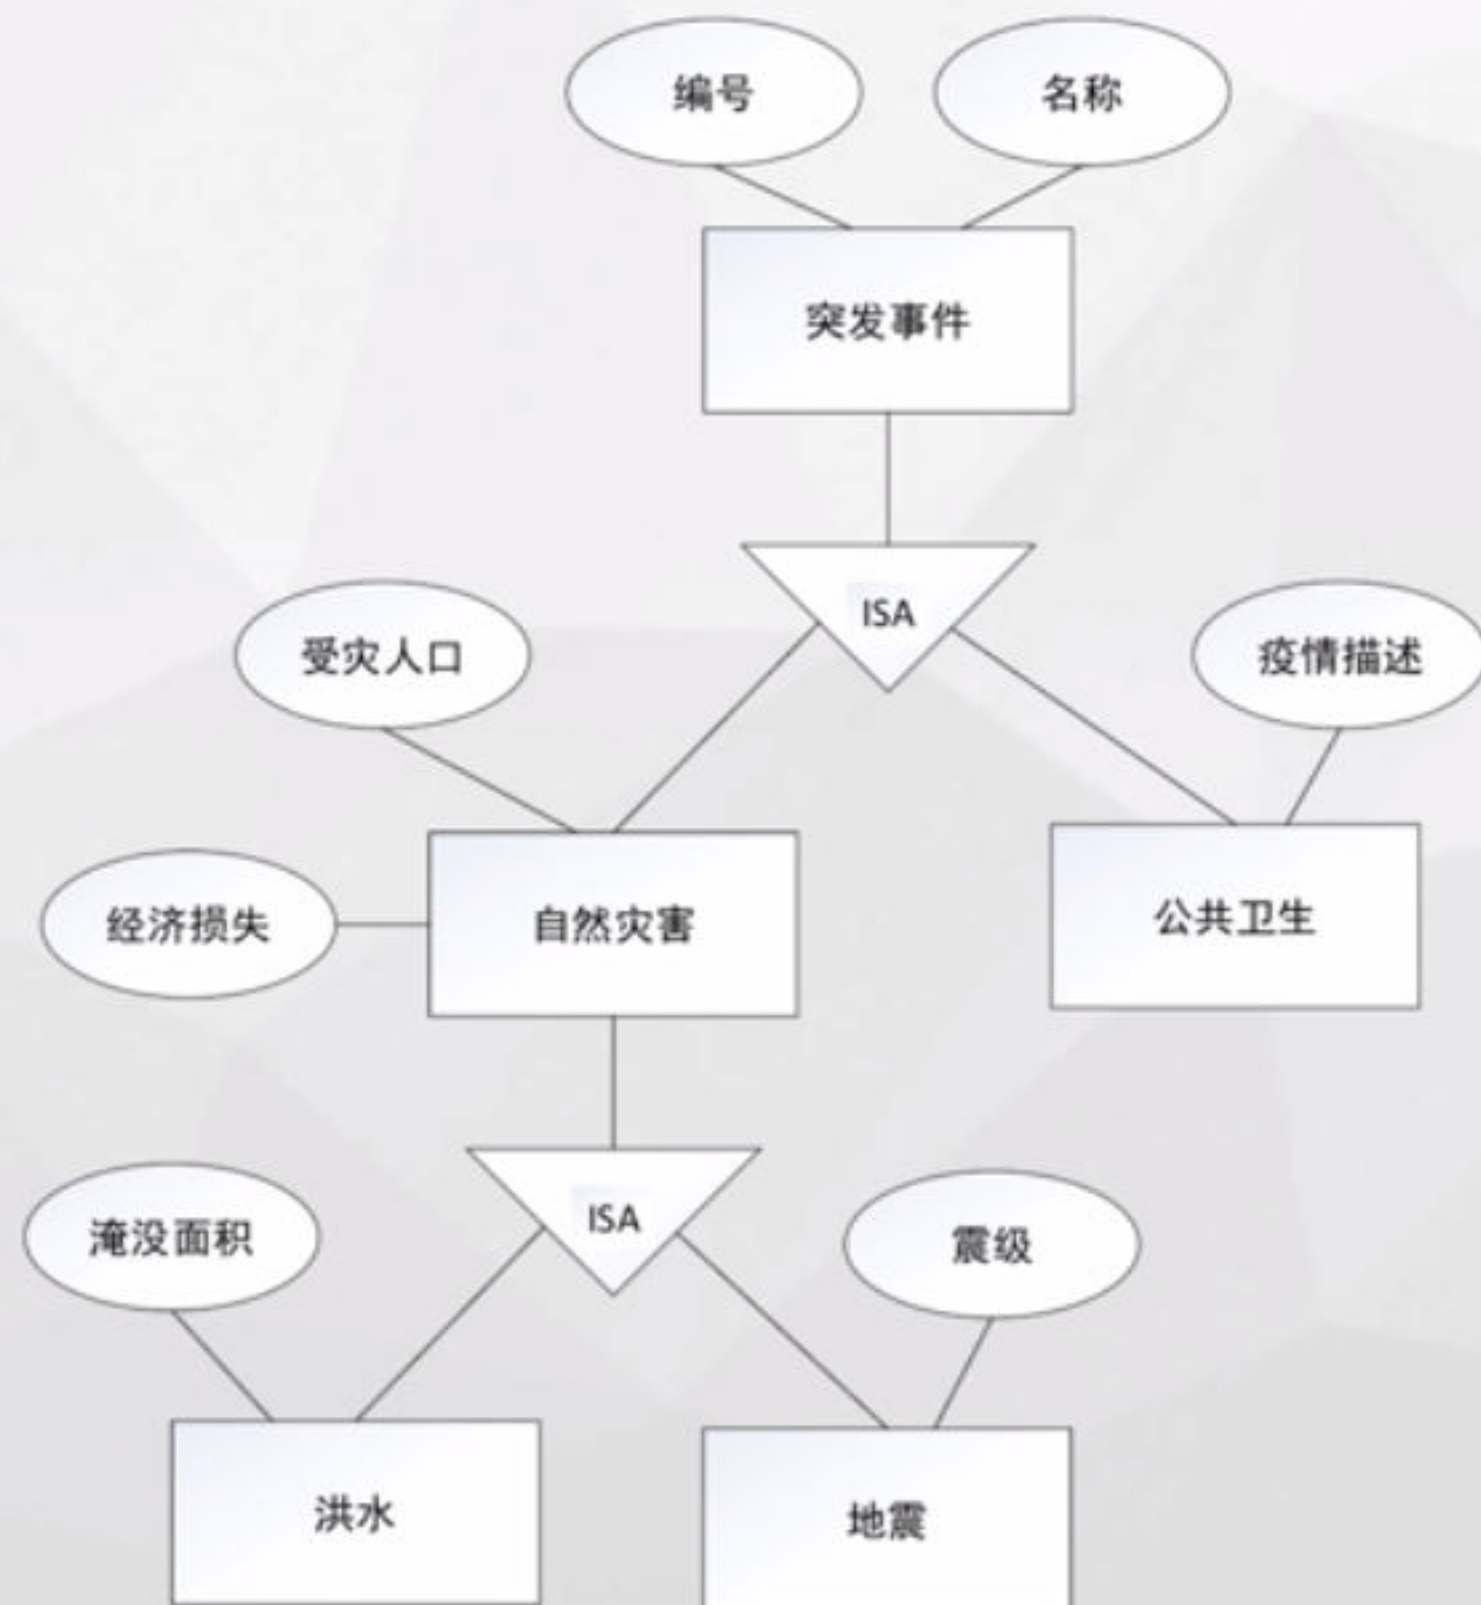 编号
名称
突发事件
ISA
受灾人口
疫情描述
经济损失
自然灾害
公共卫生
ISA
淹没面积
震级
洪水
地震